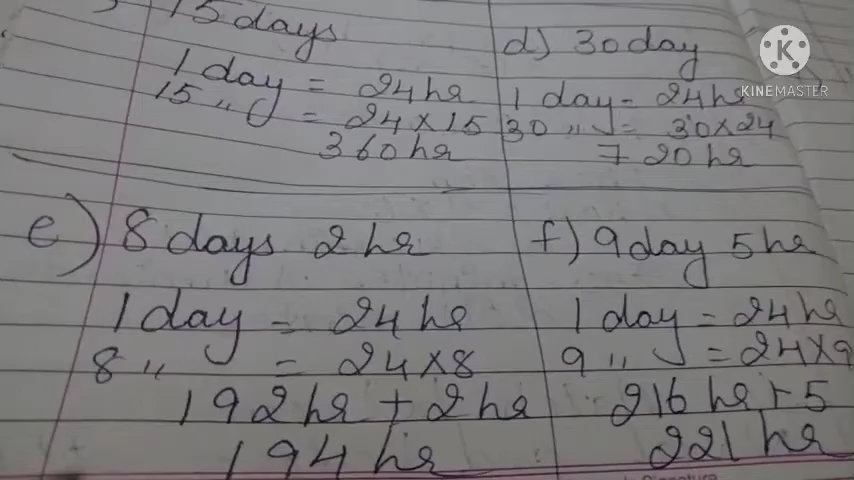 15 days
1 day = 24 hr
15 " = 24 × 15
360 hr
d) 30 day
1 day = 24 hr
30 " = 30 × 24
720 hr
e) 8 days 2 hr
1 day = 24 hr
8 " = 24 × 8
192 hr + 2 hr
194 hr
f) 9 day 5 hr
1 day = 24 hr
9 " = 24 × 9
216 hr + 5
221 hr
KINEMASTER